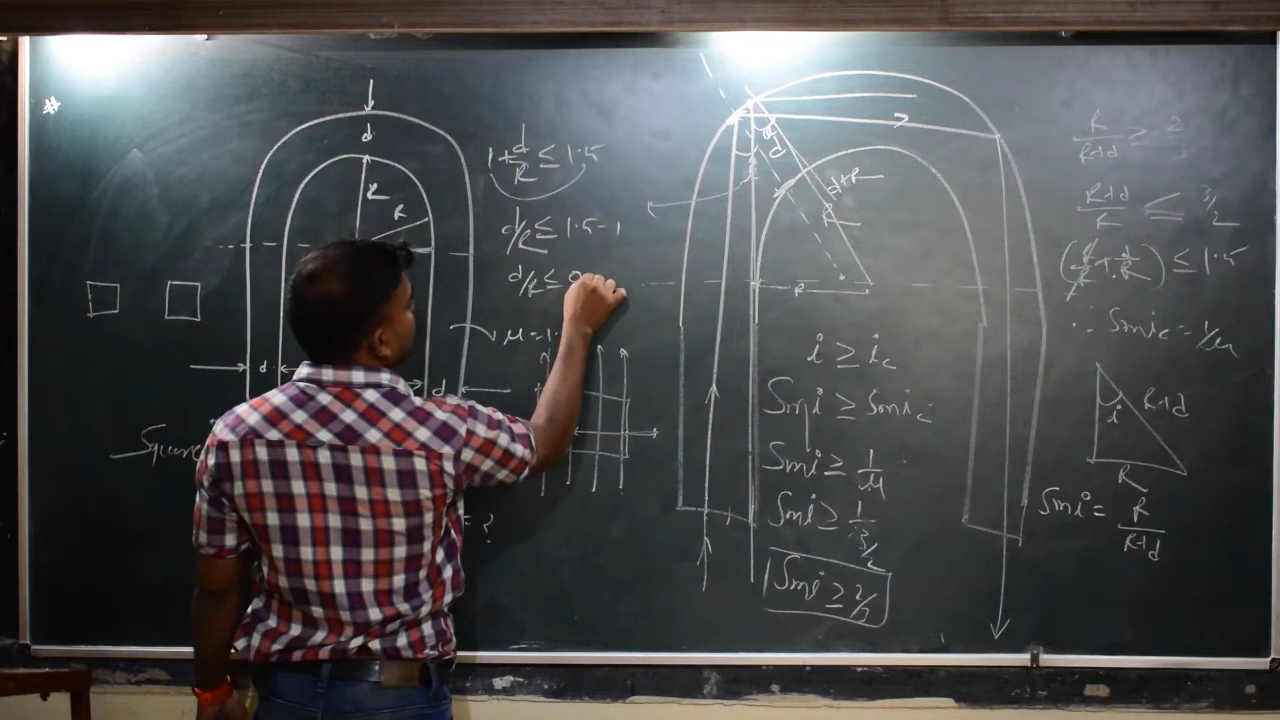 d
R
R
d
d
Square
= ?
1+d/R ≤ 1.5
d/R ≤ 1.5-1
d/R ≤
μ=1.
d+R
R
i ≥ ic
Sin i ≥ Sin ic
Sin i ≥ 1/μ
Sin i ≥ 1/3/2
Sin i ≥ 2/3
R/R+d ≥ 2/3
R+d/R ≤ 3/2
(R/R + d/R) ≤ 1.5
∴ Sin ic = 1/μ
i
R+d
R
Sin i = R/R+d